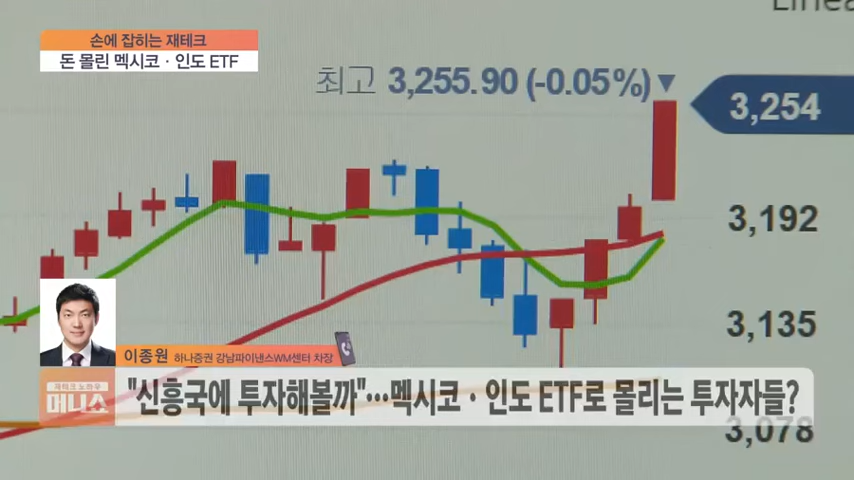 손에 잡히는 재테크
돈 몰린 멕시코·인도 ETF
최고 3,255.90 (-0.05%)▼
3,254
3,192
3,135
이종원 하나증권 강남파이낸스WM센터 차장
재테크 노하우
머니쇼
"신흥국에 투자해볼까"…멕시코·인도 ETF로 몰리는 투자자들?
3,078